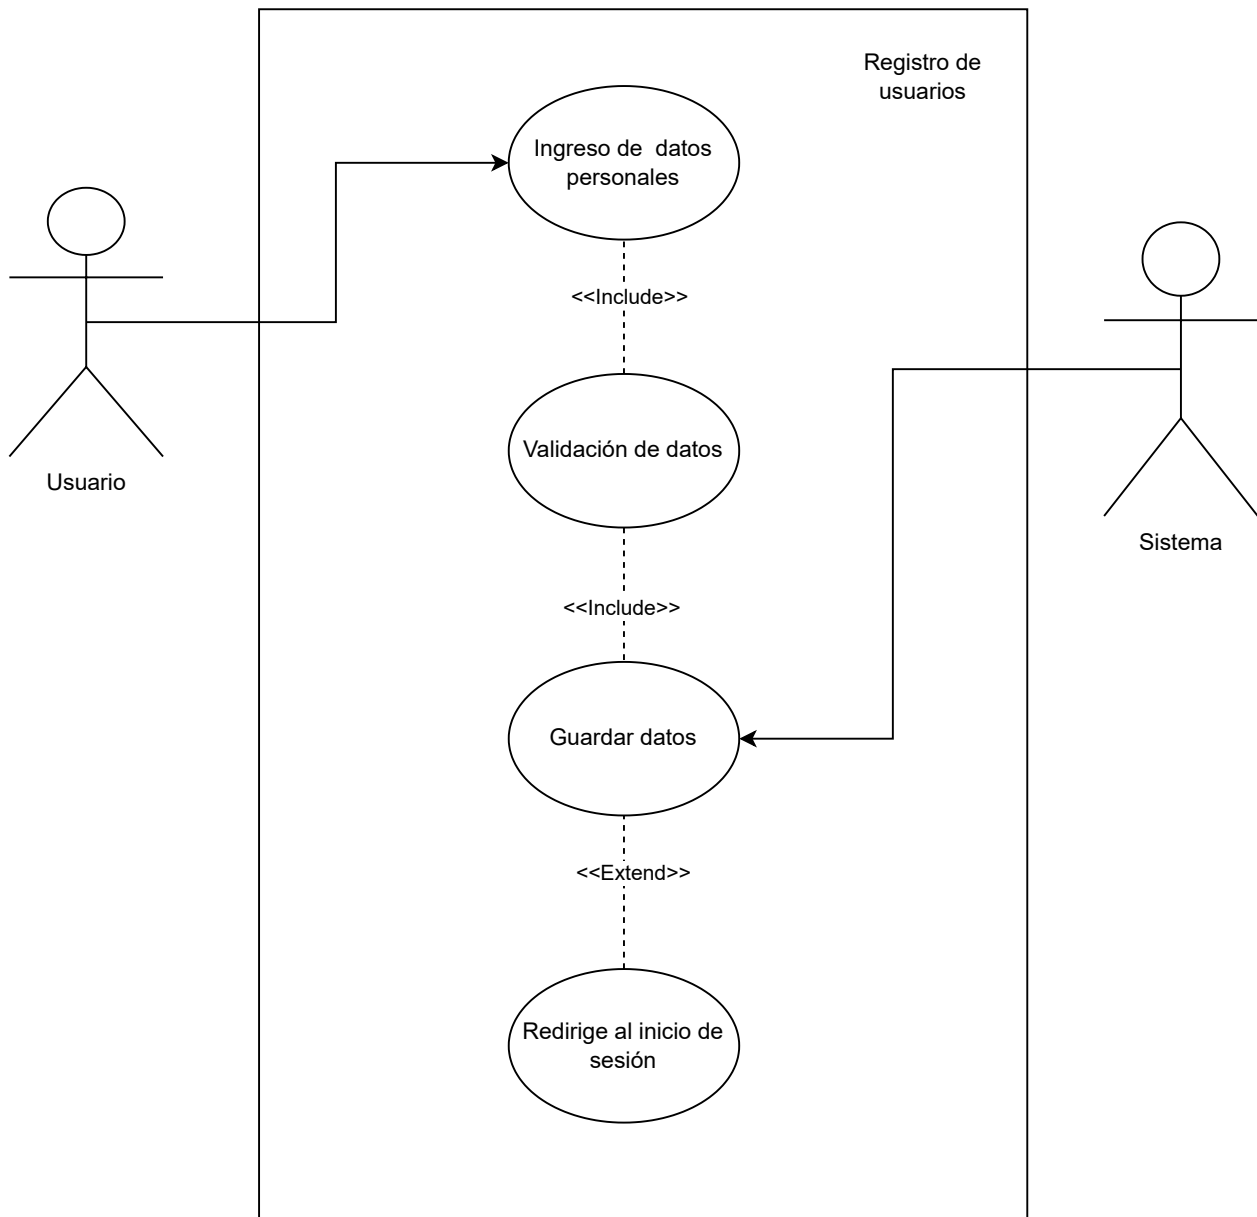 Registro de
usuarios
Ingreso de  datos
personales
<<Include>>
Validación de datos
Usuario
Sistema
<<Include>>
Guardar datos
<<Extend>>
Redirige al inicio de
sesión